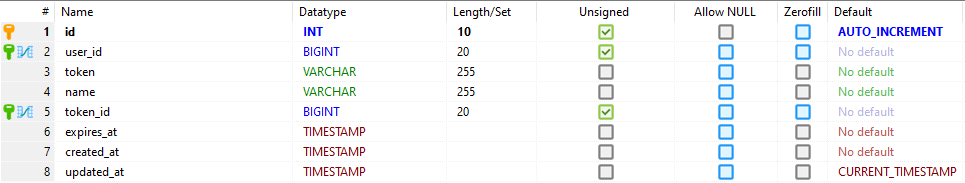 # Name Datatype Length/Set Unsigned Allow NULL Zerofill Default
1 id INT 10 AUTO_INCREMENT
2 user_id BIGINT 20 No default
3 token VARCHAR 255 No default
4 name VARCHAR 255 No default
5 token_id BIGINT 20 No default
6 expires_at TIMESTAMP No default
7 created_at TIMESTAMP No default
8 updated_at TIMESTAMP CURRENT_TIMESTAMP